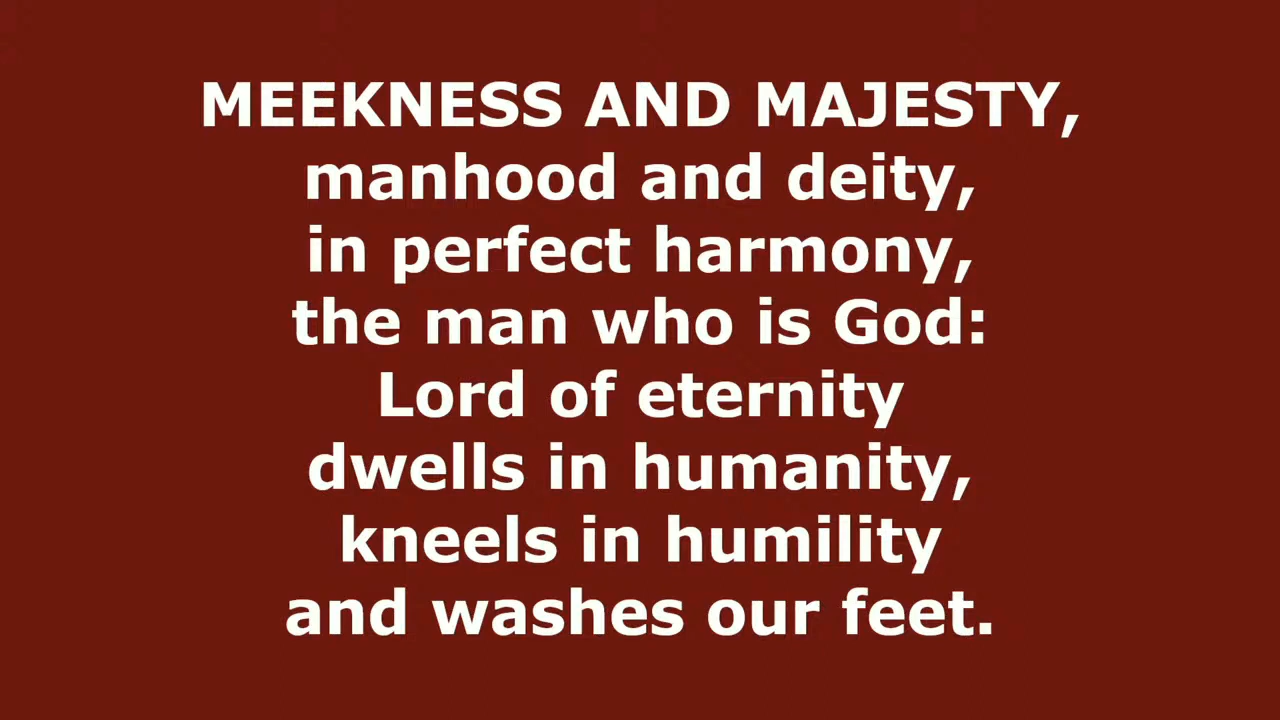 MEEKNESS AND MAJESTY,
manhood and deity,
in perfect harmony,
the man who is God:
Lord of eternity
dwells in humanity,
kneels in humility
and washes our feet.